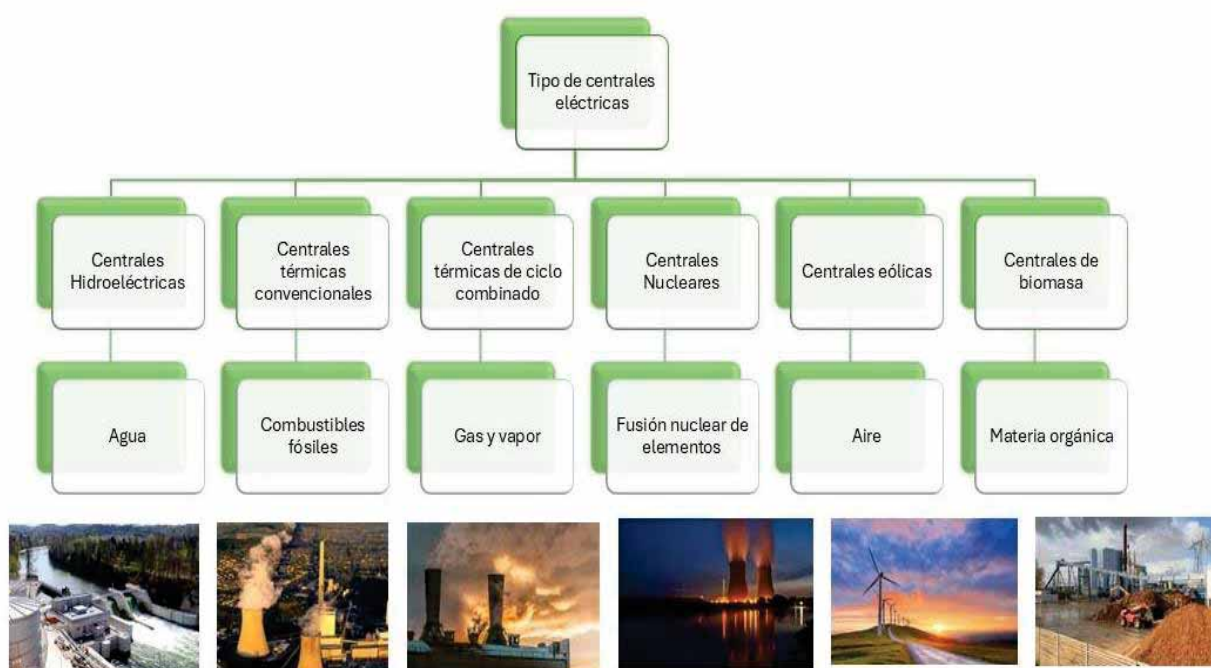 Tipo de centrales
eléctricas
Centrales
Hidroeléctricas
Centrales
térmicas
convencionales
Centrales
térmicas de ciclo
combinado
Centrales
Nucleares
Centrales eólicas
Centrales de
biomasa
Agua
Combustibles
fósiles
Gas y vapor
Fusión nuclear de
elementos
Aire
Materia orgánica